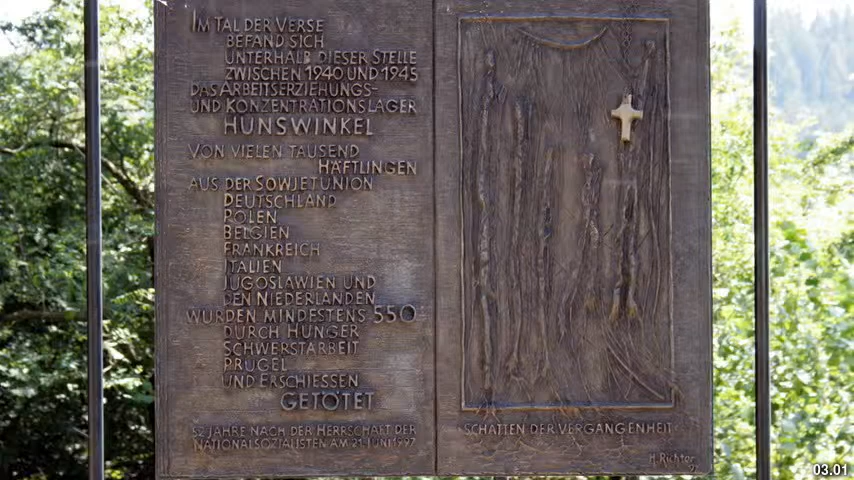 IM TAL DER VERSE
BEFAND SICH
UNTERHALB DIESER STELLE
ZWISCHEN 1940 UND 1945
DAS ARBEITSERZIEHUNGS-
UND KONZENTRATIONSLAGER
HUNSWINKEL
VON VIELEN TAUSEND
HÄFTLINGEN
AUS DER SOWJETUNION
DEUTSCHLAND
POLEN
BELGIEN
FRANKREICH
ITALIEN
JUGOSLAWIEN UND
DEN NIEDERLANDEN
WURDEN MINDESTENS 550
DURCH HUNGER
SCHWERSTARBEIT
PRÜGEL
UND ERSCHIESSEN
GETÖTET
52 JAHRE NACH DER HERRSCHAFT DER
NATIONALSOZIALISTEN AM 21. JUNI 1997
SCHATTEN DER VERGANGENHEIT
H. Richter
03.01